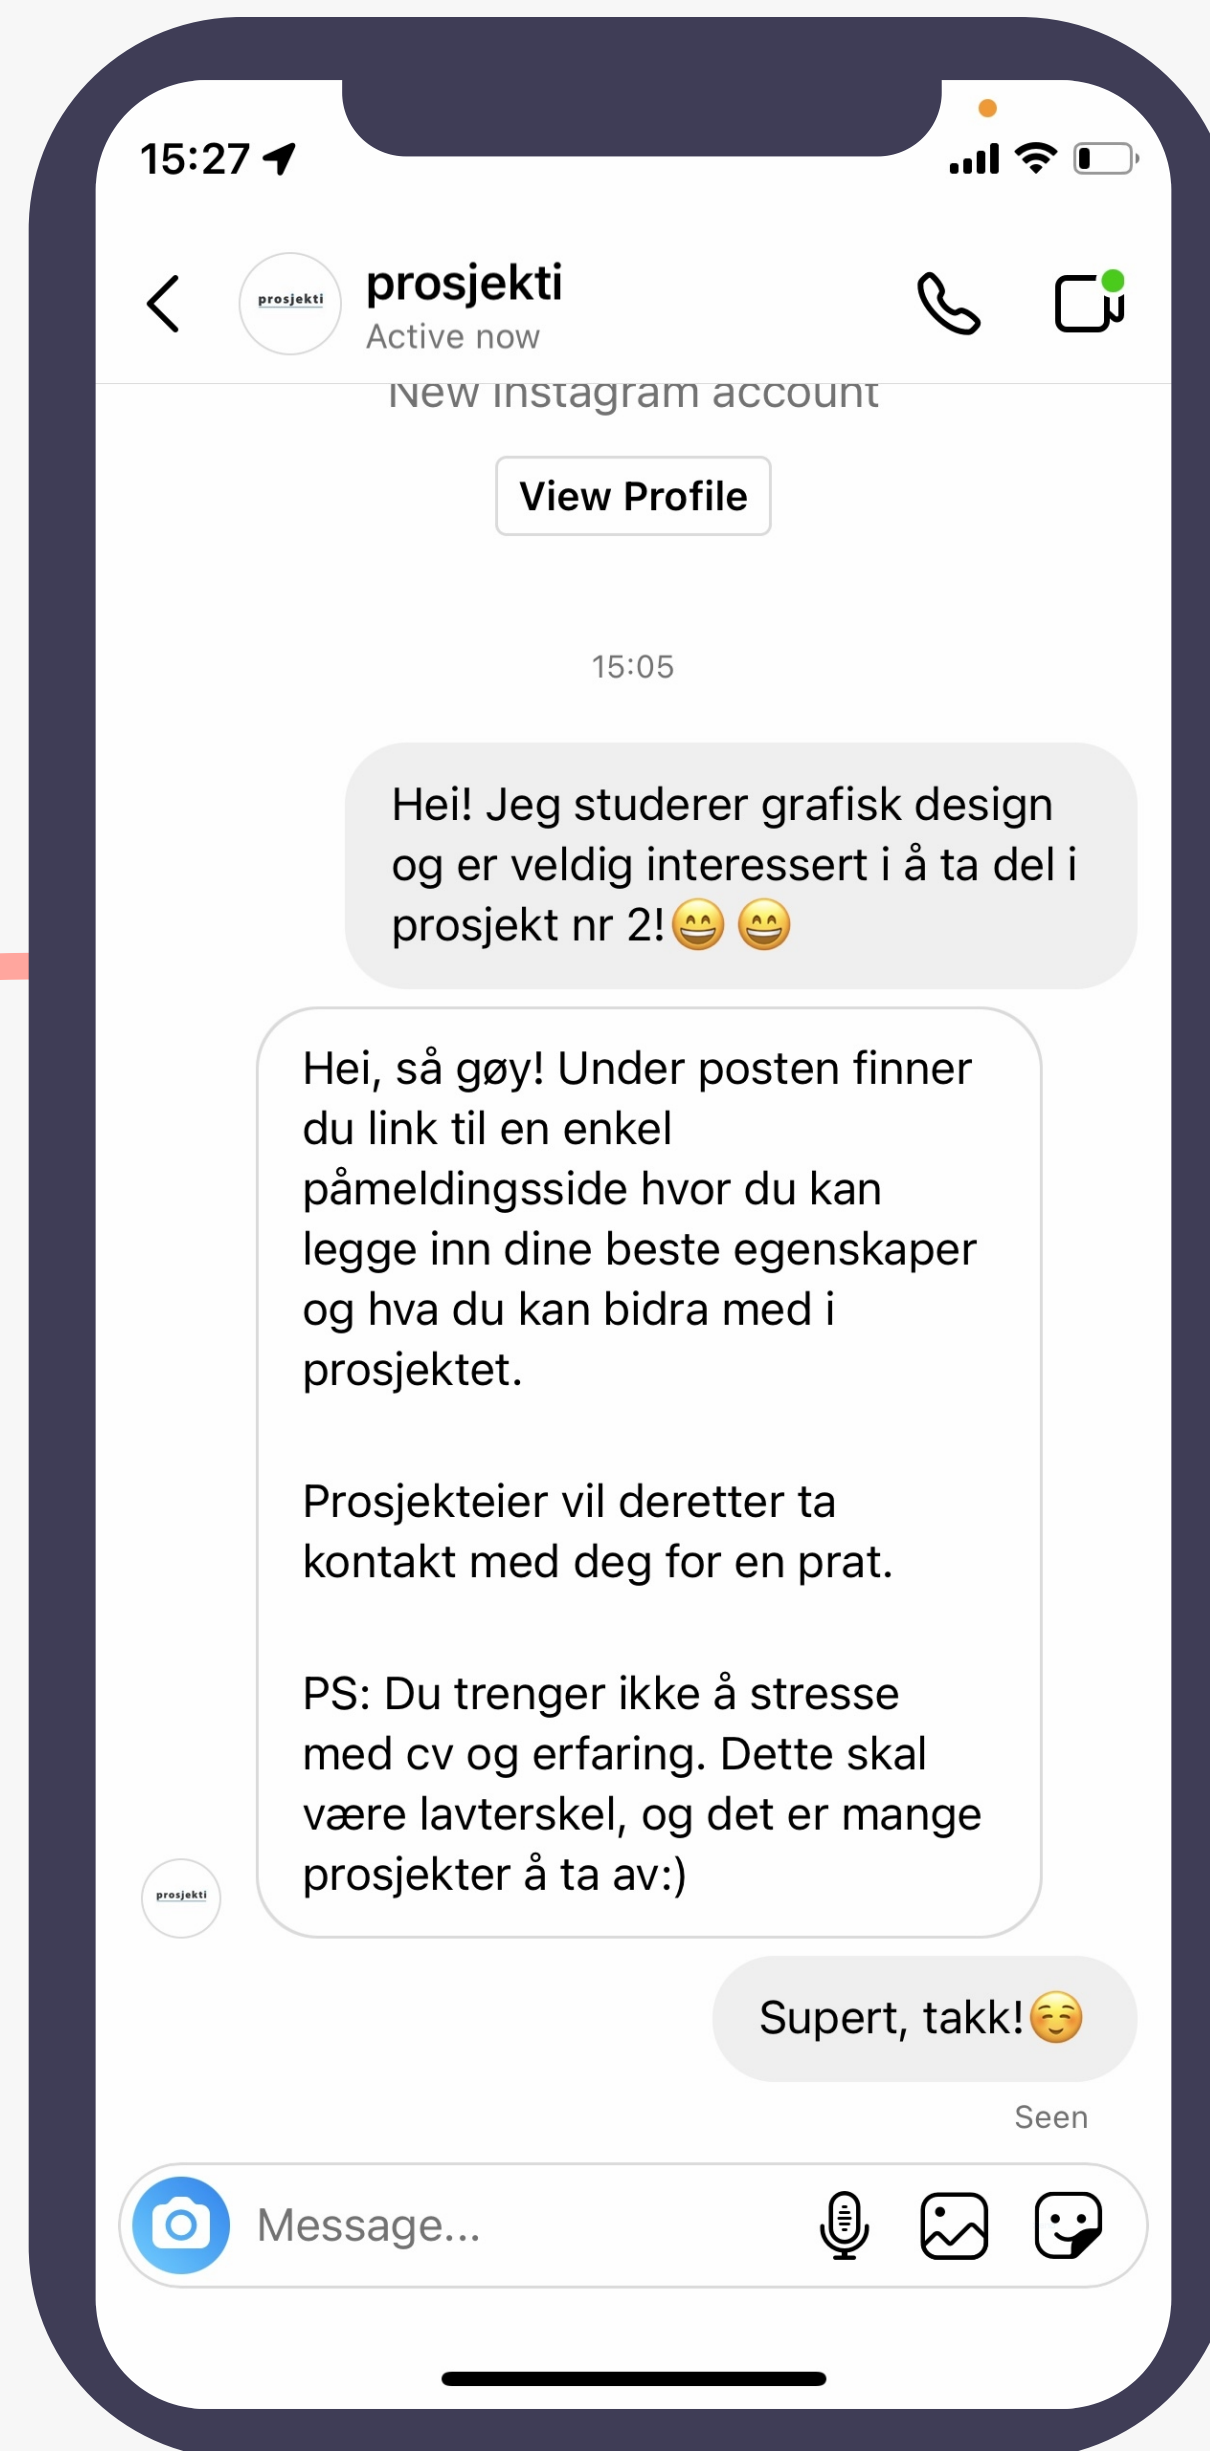 15:27
prosjekti
prosjekti
Active now
New Instagram account
View Profile
15:05
Hei! Jeg studerer grafisk design
og er veldig interessert i å ta del i
prosjekt nr 2!😄 😄
Hei, så gøy! Under posten finner
du link til en enkel
påmeldingsside hvor du kan
legge inn dine beste egenskaper
og hva du kan bidra med i
prosjektet.
Prosjekteier vil deretter ta
kontakt med deg for en prat.
PS: Du trenger ikke å stresse
med cv og erfaring. Dette skal
være lavterskel, og det er mange
prosjekter å ta av:)
prosjekti
Supert, takk!☺️
Seen
Message...